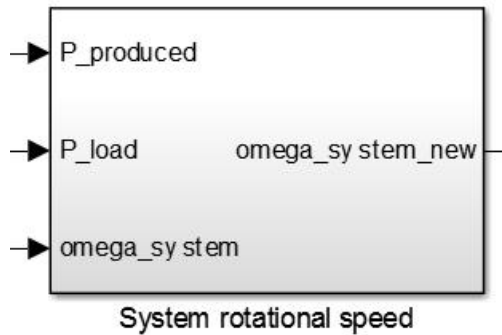 P_produced
P_load omega_sy stem_new
omega_sy stem
System rotational speed